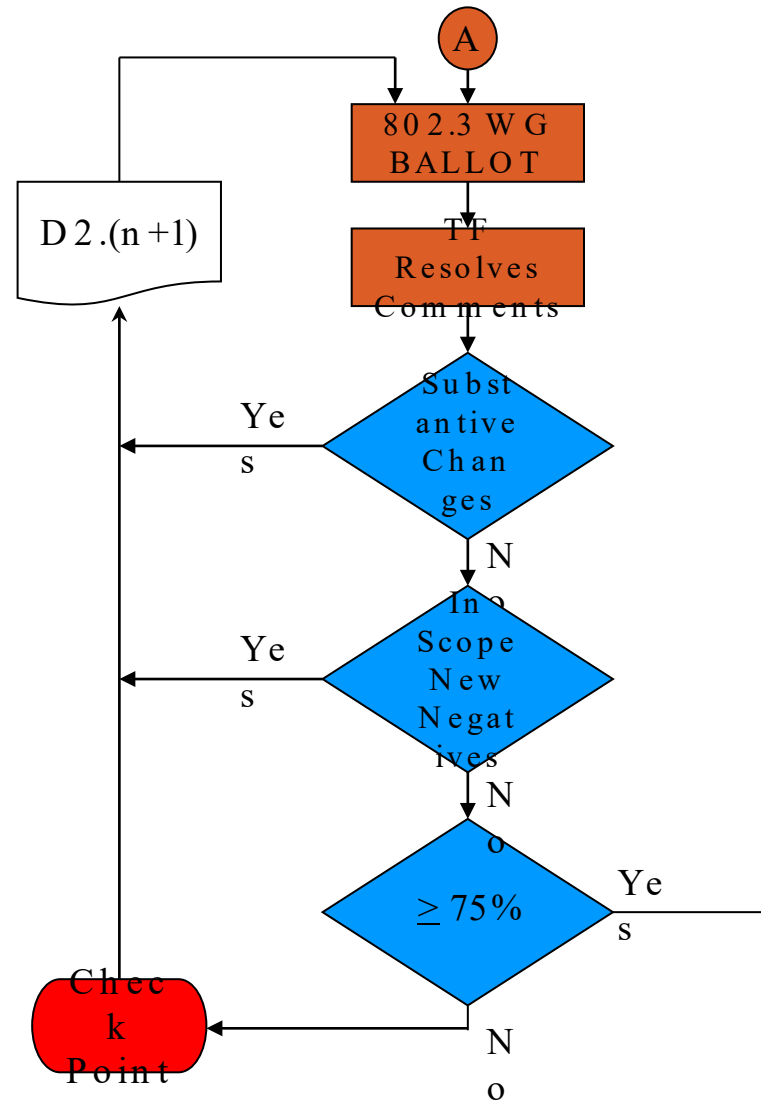 A
802.3 WG
BALLOT
D2.(n+1)
TF
Resolves
Comments
Subst
antive
Chan
ges
Ye
s
N
o
In
Scope
New
Negat
ives
Ye
s
N
o
≥ 75%
Ye
s
Chec
k
Point
N
o